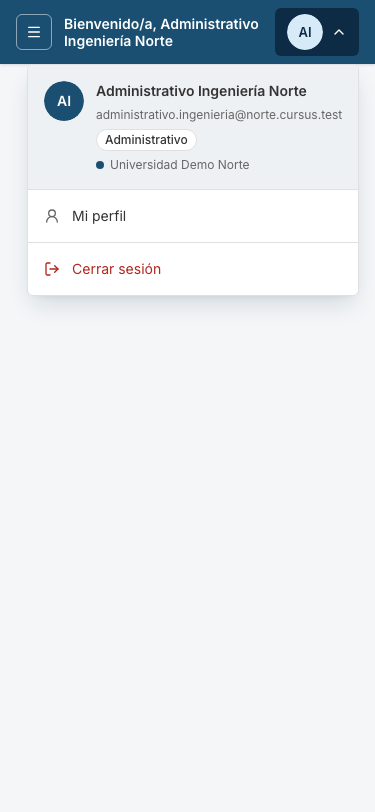 Bienvenido/a, Administrativo
Ingeniería Norte
AI
AI
Administrativo Ingeniería Norte
administrativo.ingenieria@norte.cursus.test
Administrativo
Universidad Demo Norte
Mi perfil
Cerrar sesión